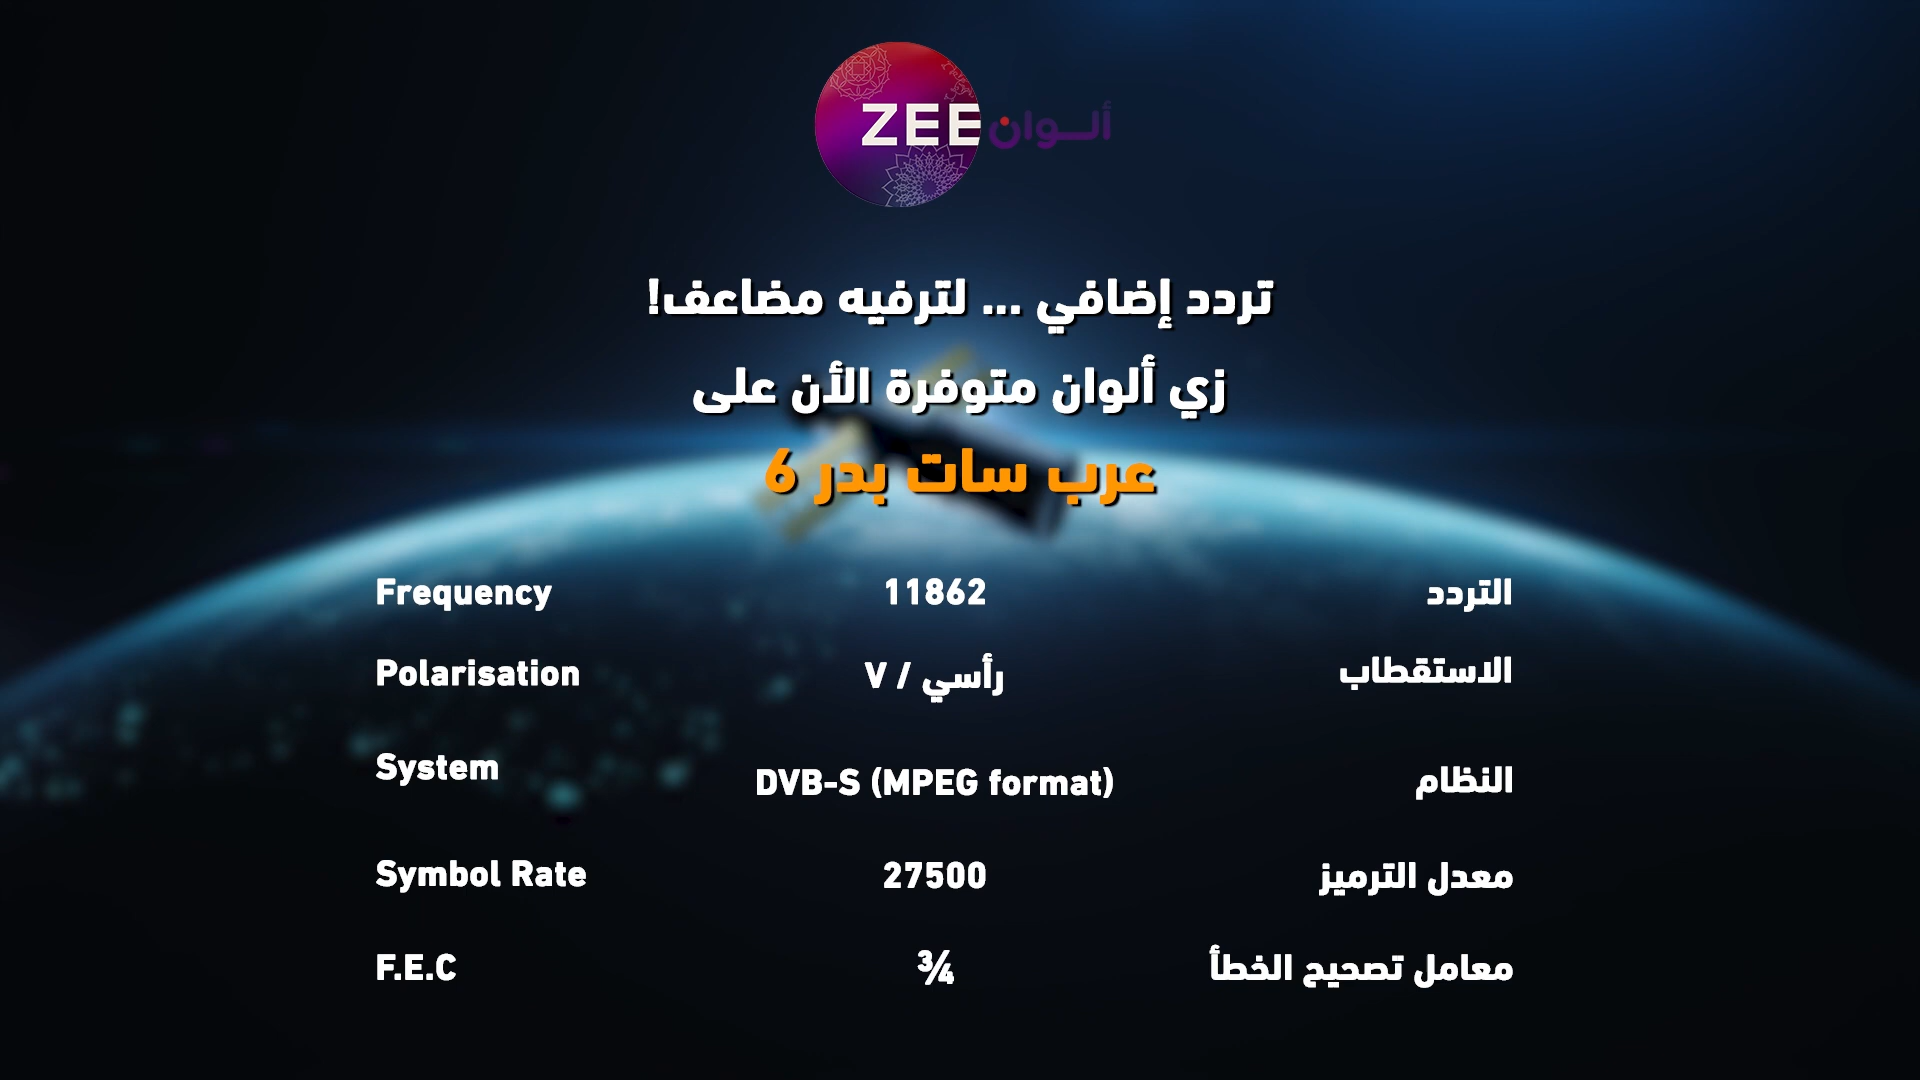 ZEE ألوان
تردد إضافي ... لترفيه مضاعف!
زي ألوان متوفرة الأن على
عرب سات بدر 6
Frequency 11862 التردد
Polarisation رأسي / V الاستقطاب
System DVB-S (MPEG format) النظام
Symbol Rate 27500 معدل الترميز
F.E.C ¾ معامل تصحيح الخطأ